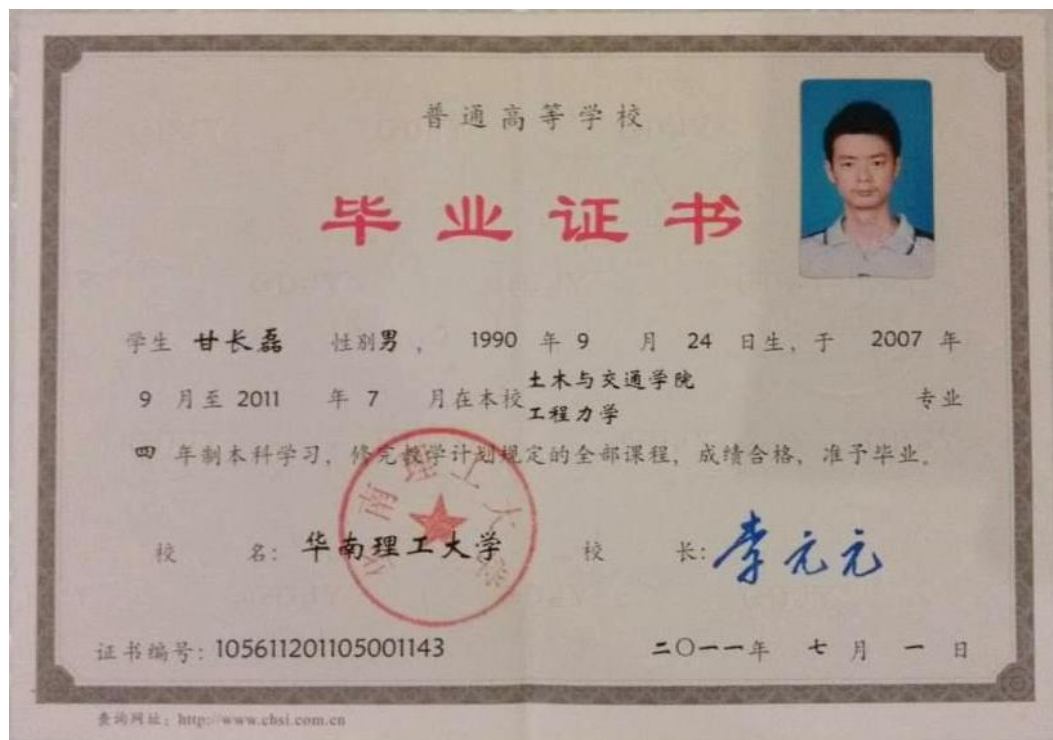 普通高等学校
毕业证书
学生 甘长磊 性别男， 1990 年 9 月 24 日生，于 2007 年
9 月至 2011 年 7 月在本校 土木与交通学院
工程力学 专业
四 年制本科学习，修完教学计划规定的全部课程，成绩合格，准予毕业。
校 名：华南理工大学 校 长：李元元
华南理工大学
证书编号：105611201105001143 二〇一一年 七 月 一 日
查询网址：http://www.chsi.com.cn